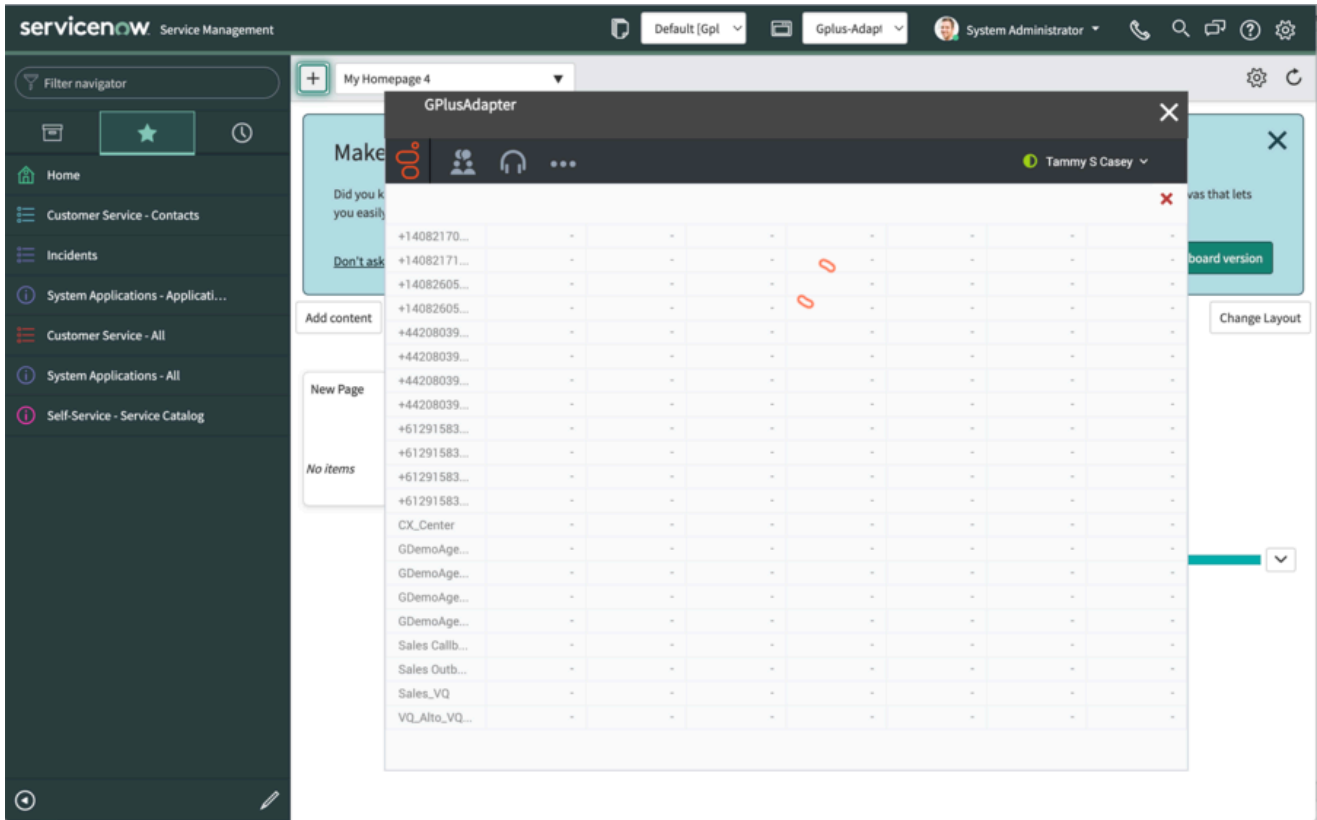 servicenow Service Management
Default [Gpl
Gplus-Adapt
System Administrator
Filter navigator
Home
Customer Service - Contacts
Incidents
System Applications - Applicati...
Customer Service - All
System Applications - All
Self-Service - Service Catalog
My Homepage 4
GPlusAdapter
Make
Tammy S Casey
Did you k
vas that lets
you easily
Don't ask
board version
Add content
Change Layout
New Page
No items
+14082170... - - - - - - -
+14082171... - - - - - - -
+14082605... - - - - - - -
+14082605... - - - - - - -
+44208039... - - - - - - -
+44208039... - - - - - - -
+44208039... - - - - - - -
+44208039... - - - - - - -
+61291583... - - - - - - -
+61291583... - - - - - - -
+61291583... - - - - - - -
+61291583... - - - - - - -
CX_Center - - - - - - -
GDemoAge... - - - - - - -
GDemoAge... - - - - - - -
GDemoAge... - - - - - - -
GDemoAge... - - - - - - -
Sales Callb... - - - - - - -
Sales Outb... - - - - - - -
Sales_VQ - - - - - - -
VQ_Alto_VQ... - - - - - - -